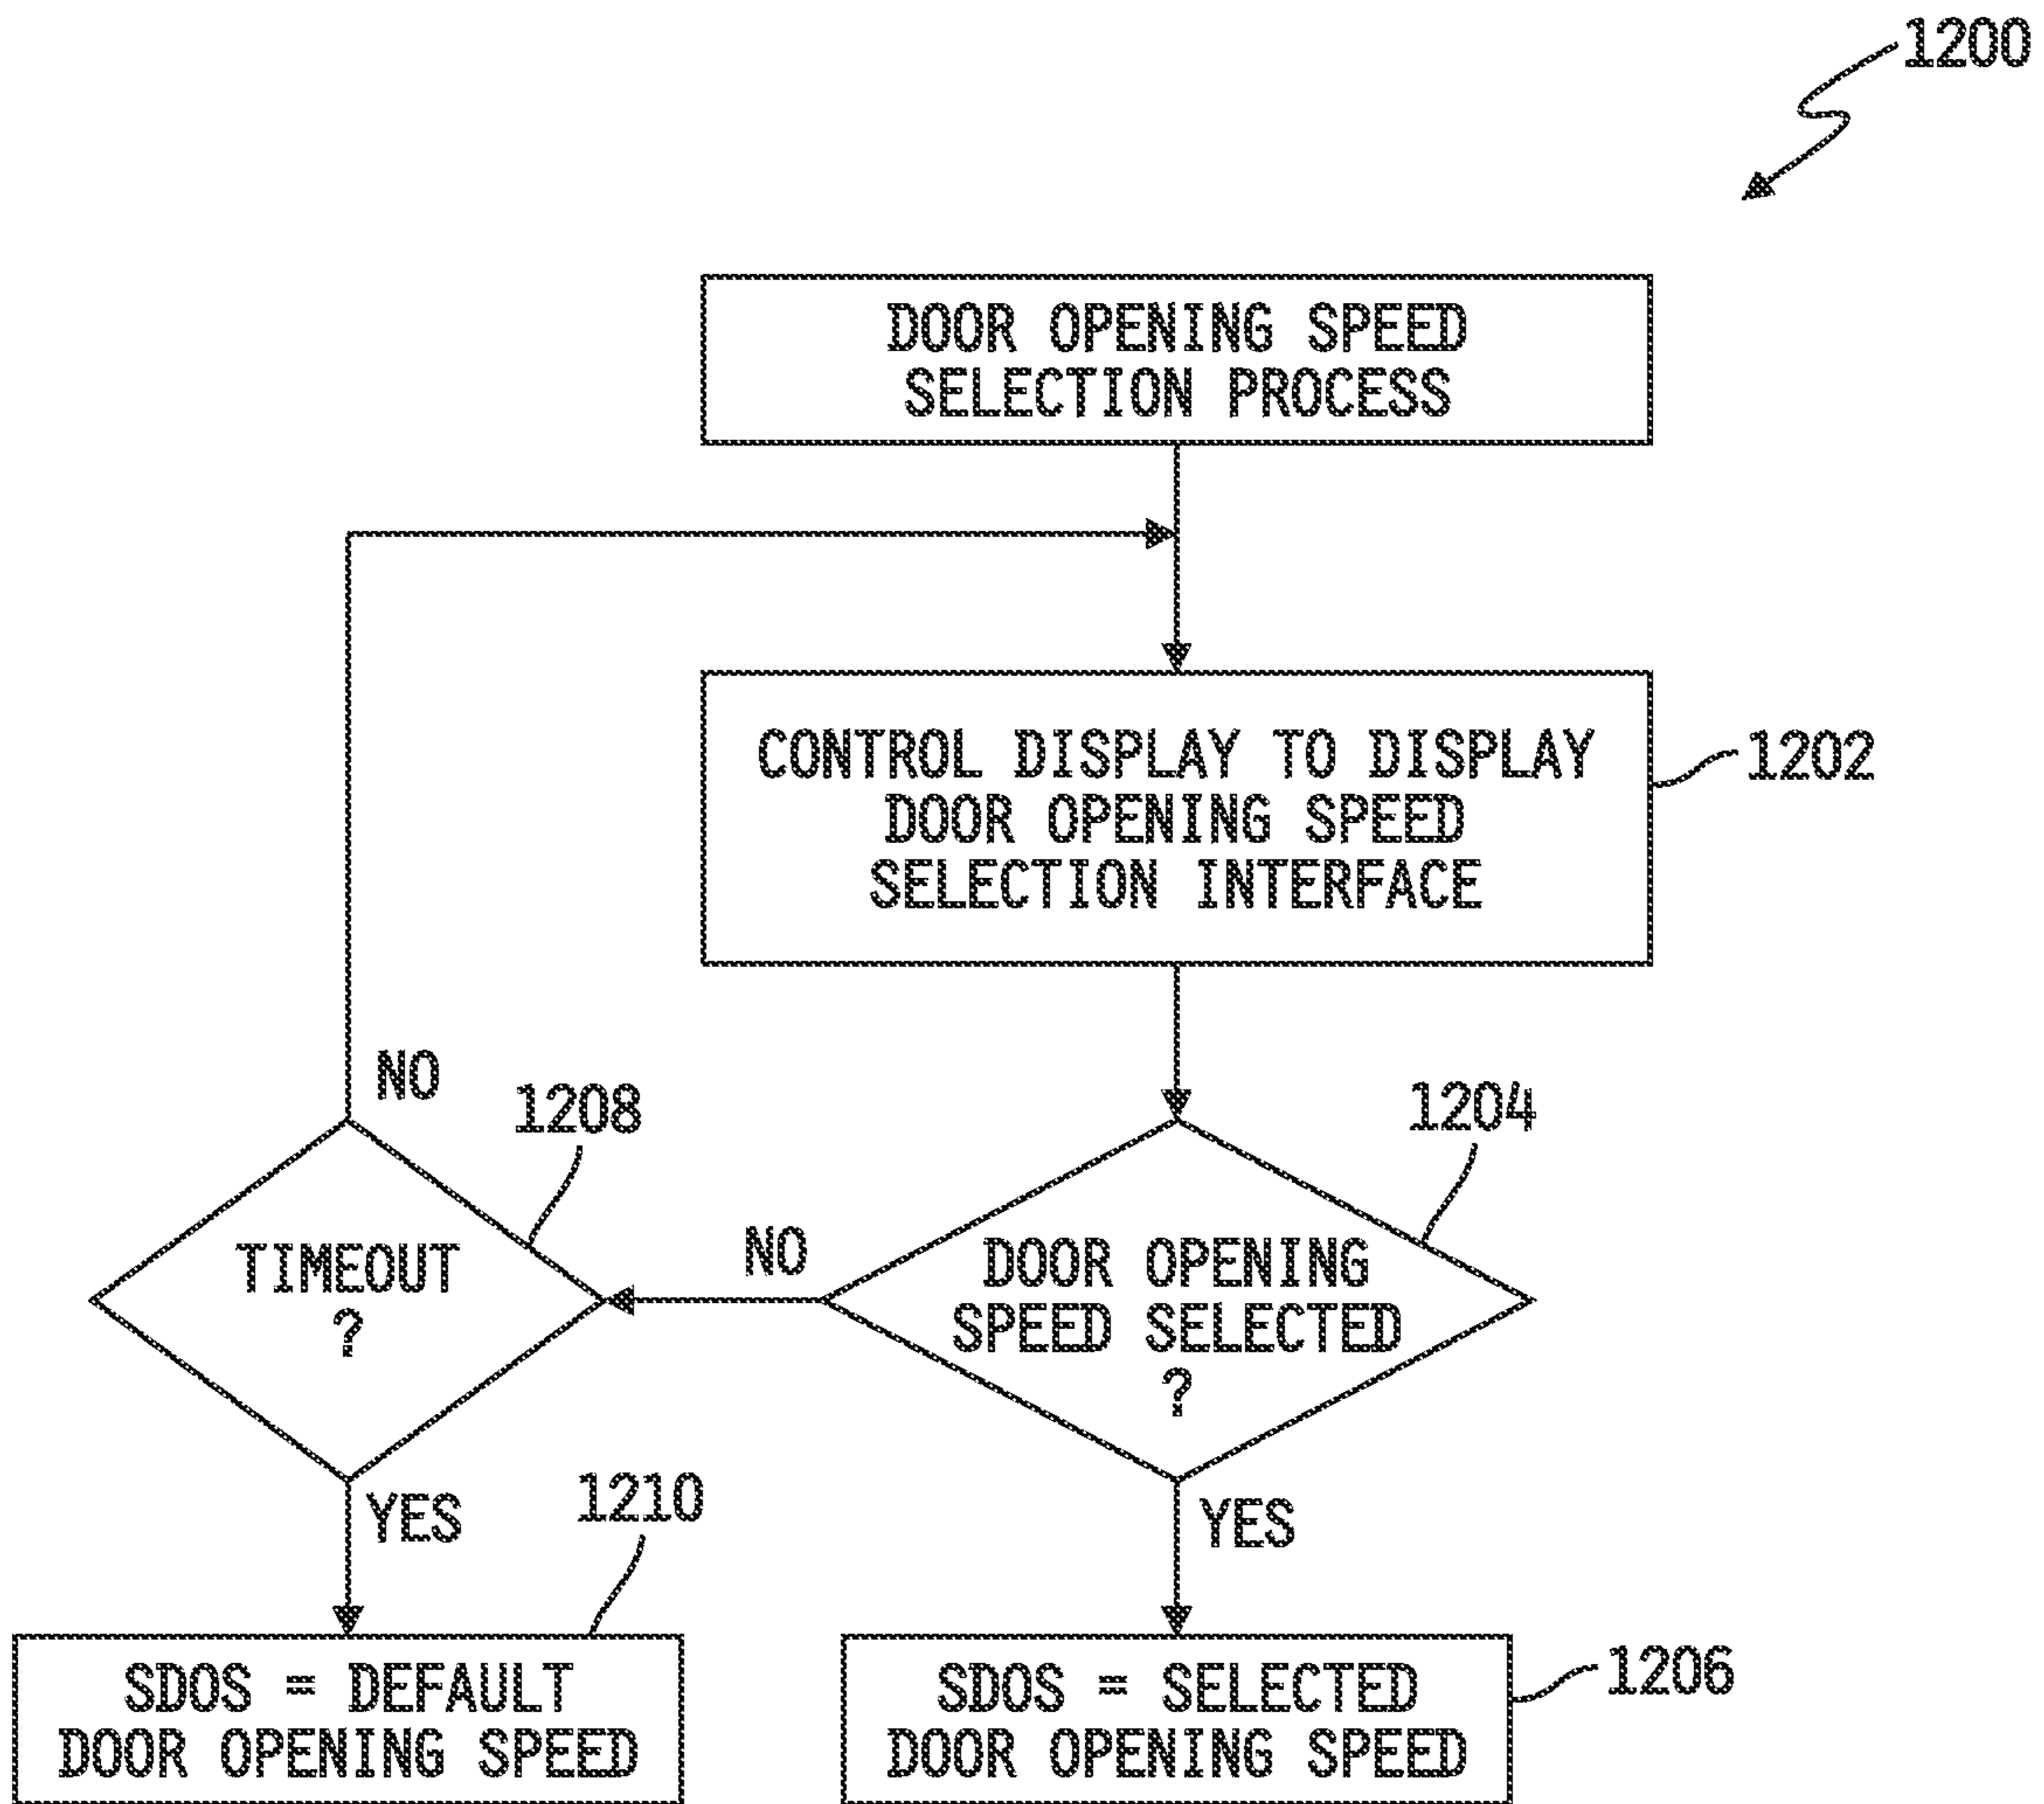 1200
DOOR OPENING SPEED
SELECTION PROCESS
CONTROL DISPLAY TO DISPLAY
DOOR OPENING SPEED
SELECTION INTERFACE
1202
NO
1208
1204
TIMEOUT
?
NO
DOOR OPENING
SPEED SELECTED
?
YES
1210
YES
SDOS = DEFAULT
DOOR OPENING SPEED
SDOS = SELECTED
DOOR OPENING SPEED
1206